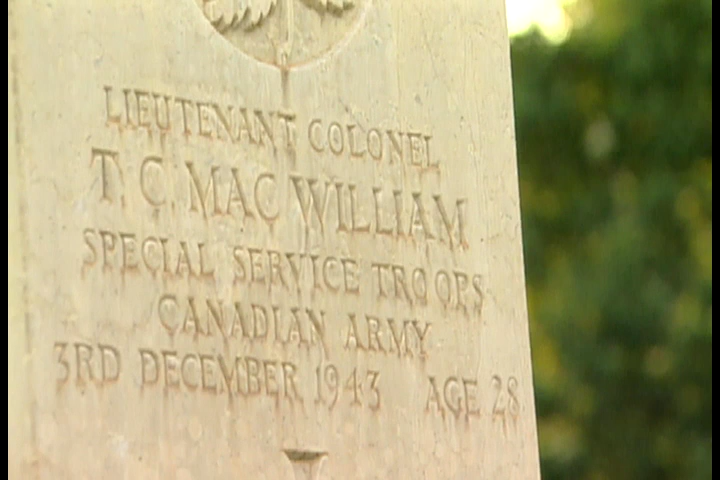 LIEUTENANT COLONEL
T. C. MAC WILLIAM
SPECIAL SERVICE TROOPS
CANADIAN ARMY
3RD DECEMBER 1943 AGE 28